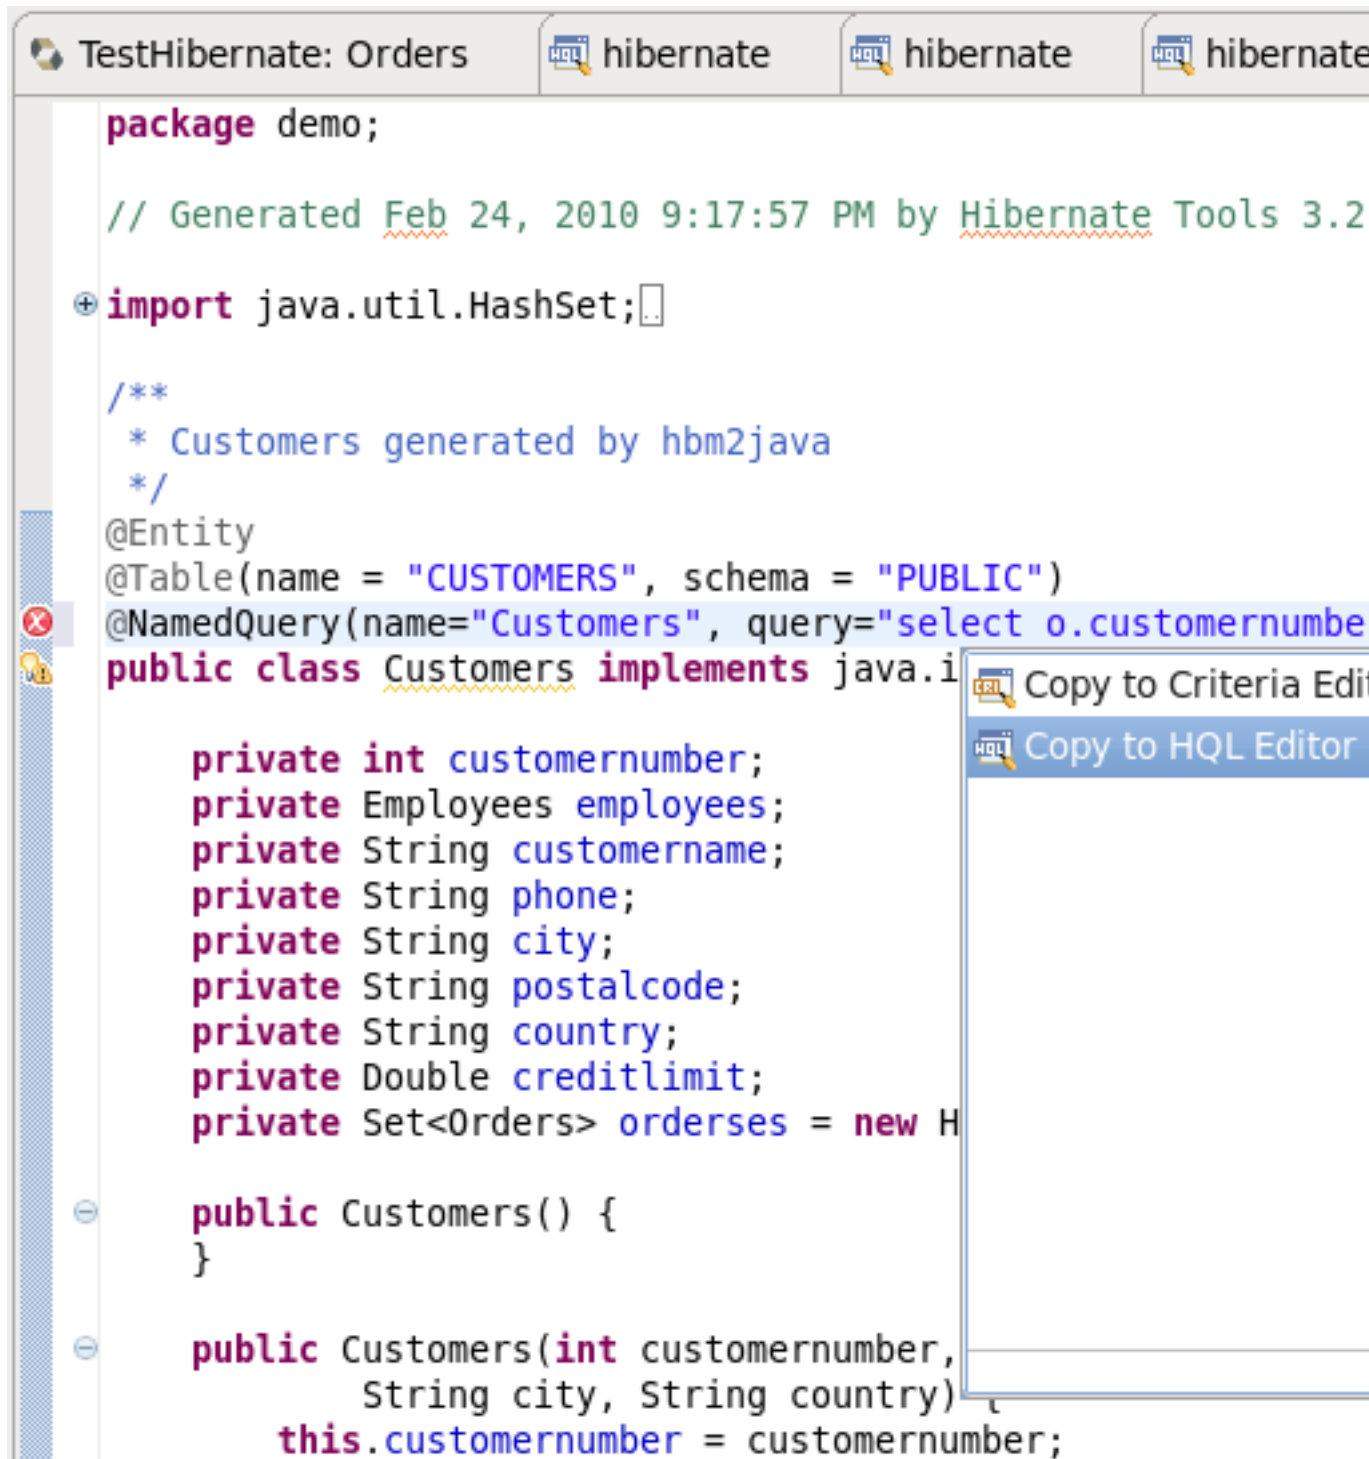 TestHibernate: Orders hibernate hibernate hibernate
package demo;
// Generated Feb 24, 2010 9:17:57 PM by Hibernate Tools 3.2
import java.util.HashSet;
/**
* Customers generated by hbm2java
*/
@Entity
@Table(name = "CUSTOMERS", schema = "PUBLIC")
@NamedQuery(name="Customers", query="select o.customernumbe
public class Customers implements java.i
Copy to Criteria Edit
Copy to HQL Editor
private int customernumber;
private Employees employees;
private String customername;
private String phone;
private String city;
private String postalcode;
private String country;
private Double creditlimit;
private Set<Orders> orderses = new H
public Customers() {
}
public Customers(int customernumber,
String city, String country) {
this.customernumber = customernumber;